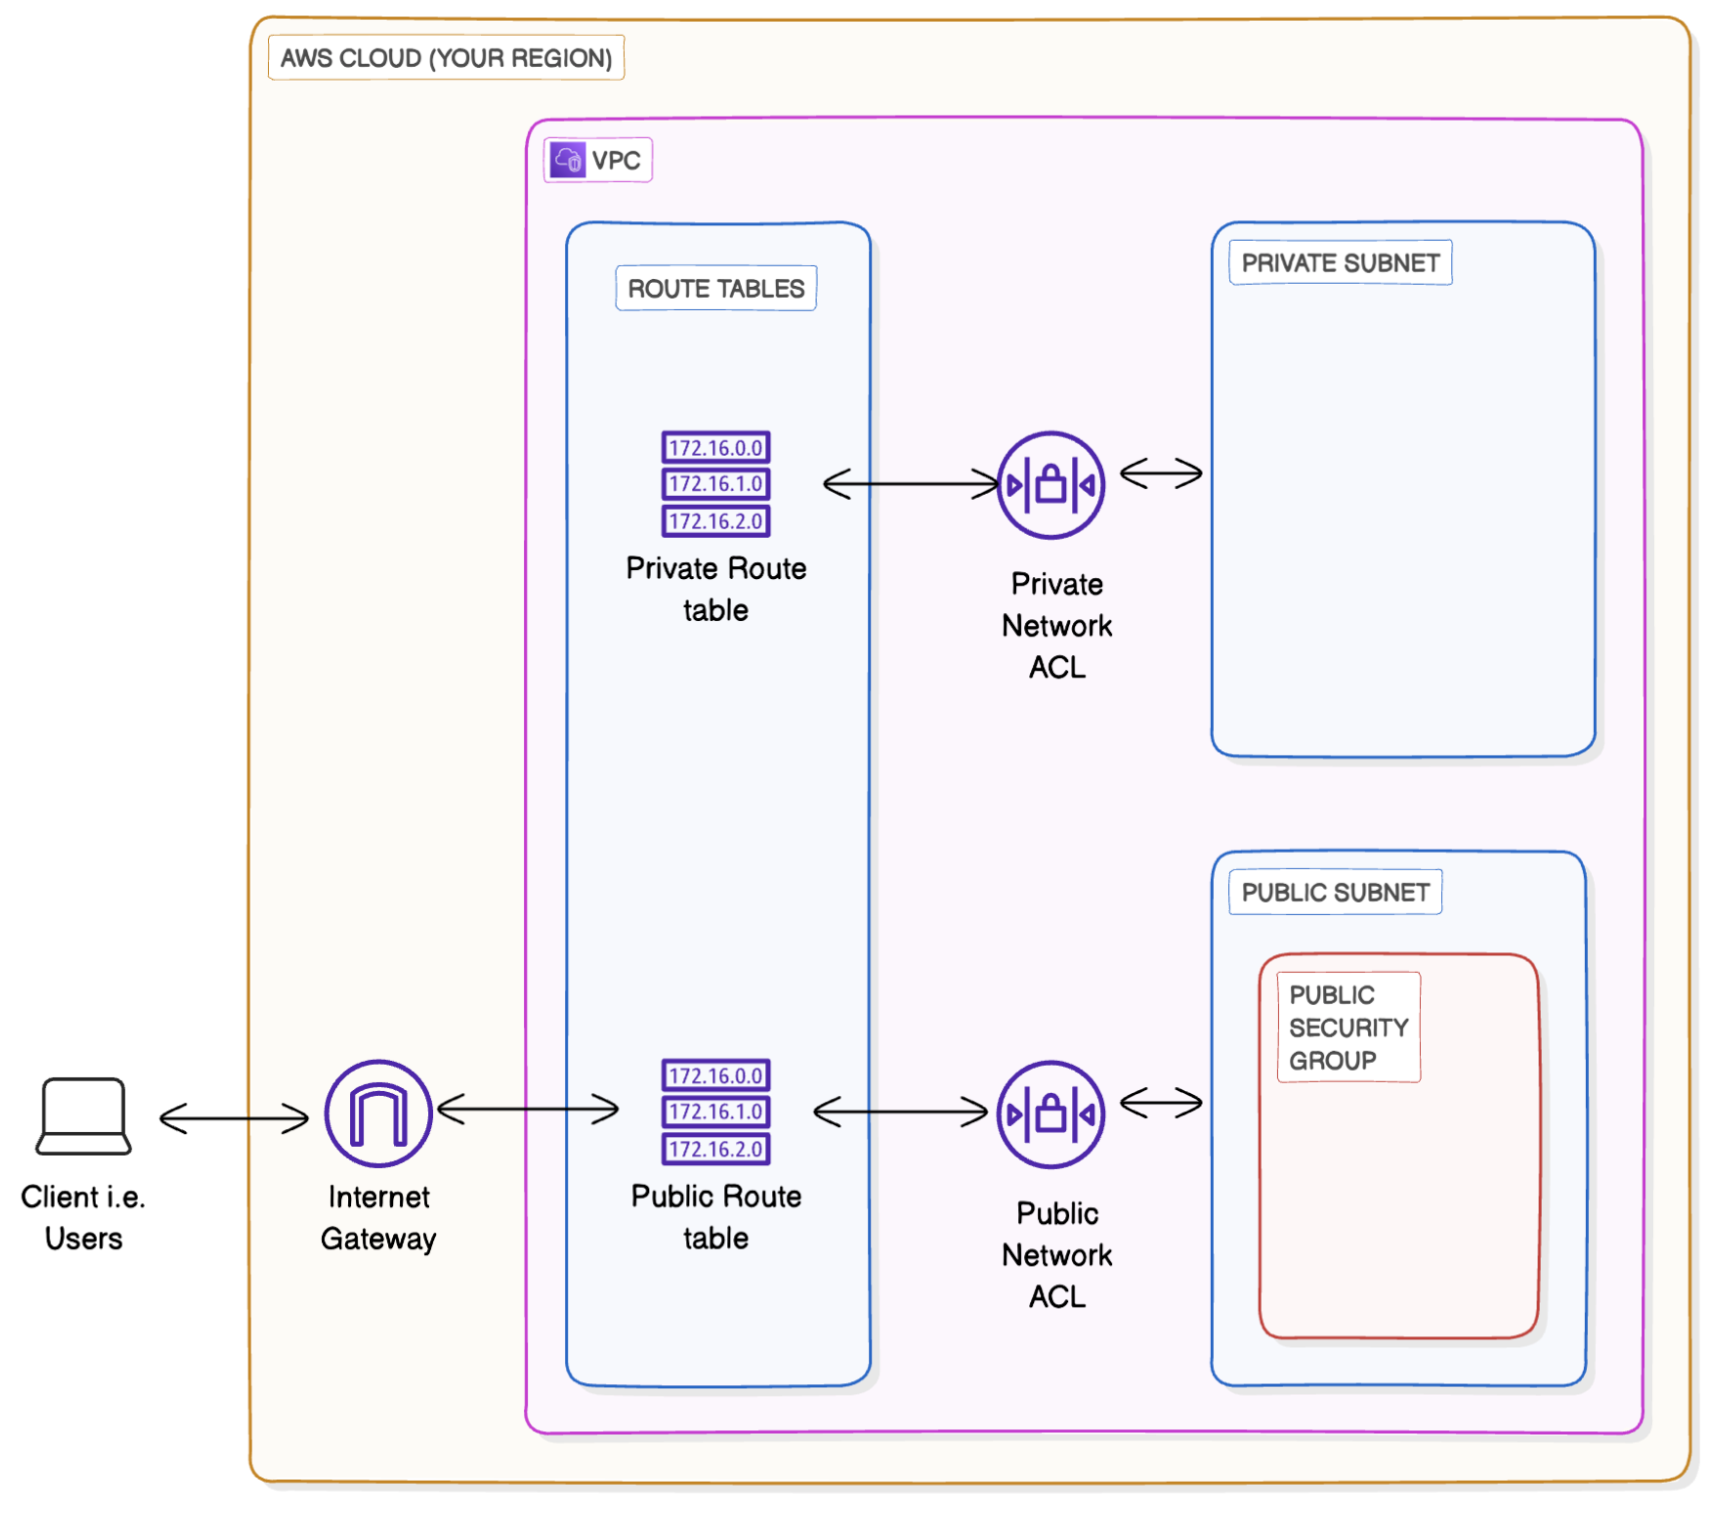 AWS CLOUD (YOUR REGION)
VPC
ROUTE TABLES
PRIVATE SUBNET
172.16.0.0
172.16.1.0
172.16.2.0
Private Route
table
Private
Network
ACL
PUBLIC SUBNET
PUBLIC
SECURITY
GROUP
Client i.e.
Users
Internet
Gateway
172.16.0.0
172.16.1.0
172.16.2.0
Public Route
table
Public
Network
ACL